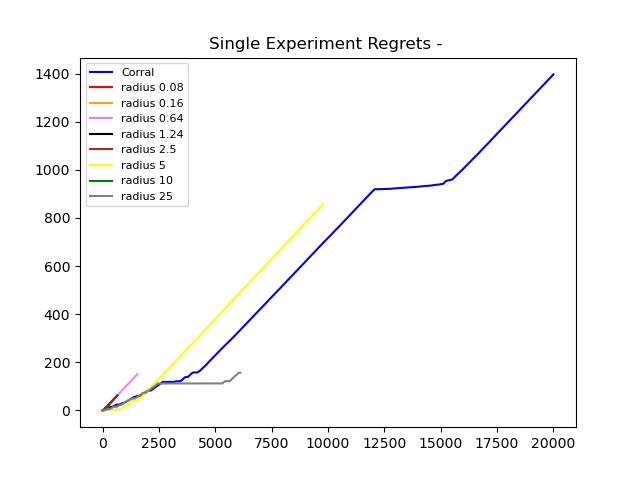 Single Experiment Regrets -
1400
1200
1000
800
600
400
200
0
Corral
radius 0.08
radius 0.16
radius 0.64
radius 1.24
radius 2.5
radius 5
radius 10
radius 25
0 2500 5000 7500 10000 12500 15000 17500 20000